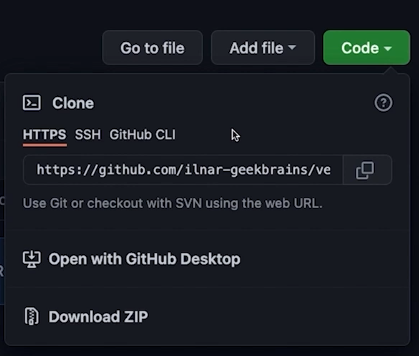 Go to file Add file Code
Clone
HTTPS SSH GitHub CLI
https://github.com/ilnar-geekbrains/ve
Use Git or checkout with SVN using the web URL.
Open with GitHub Desktop
Download ZIP